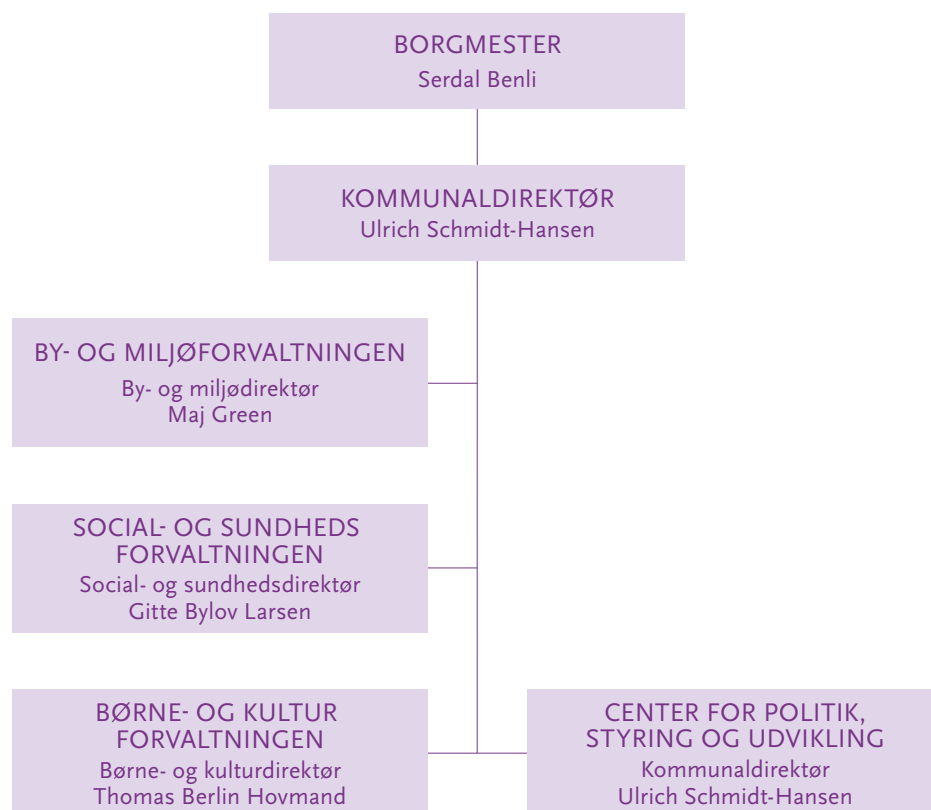 BORGMESTER
Serdal Benli
KOMMUNALDIREKTØR
Ulrich Schmidt-Hansen
BY- OG MILJØFORVALTNINGEN
By- og miljødirektør
Maj Green
SOCIAL- OG SUNDHEDS
FORVALTNINGEN
Social- og sundhedsdirektør
Gitte Bylov Larsen
BØRNE- OG KULTUR
FORVALTNINGEN
Børne- og kulturdirektør
Thomas Berlin Hovmand
CENTER FOR POLITIK,
STYRING OG UDVIKLING
Kommunaldirektør
Ulrich Schmidt-Hansen